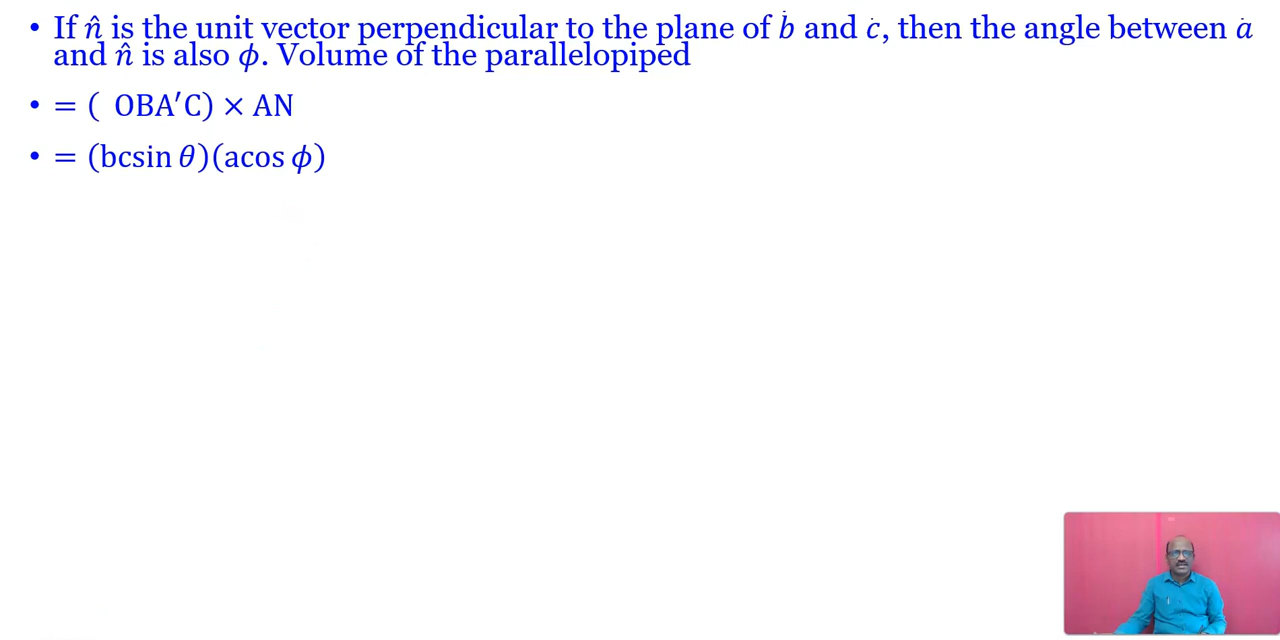 • If n̂ is the unit vector perpendicular to the plane of ḃ and ċ, then the angle between ȧ
and n̂ is also ϕ. Volume of the parallelopiped
• = ( OBA′C) × AN
• = (bcsin θ)(acos ϕ)